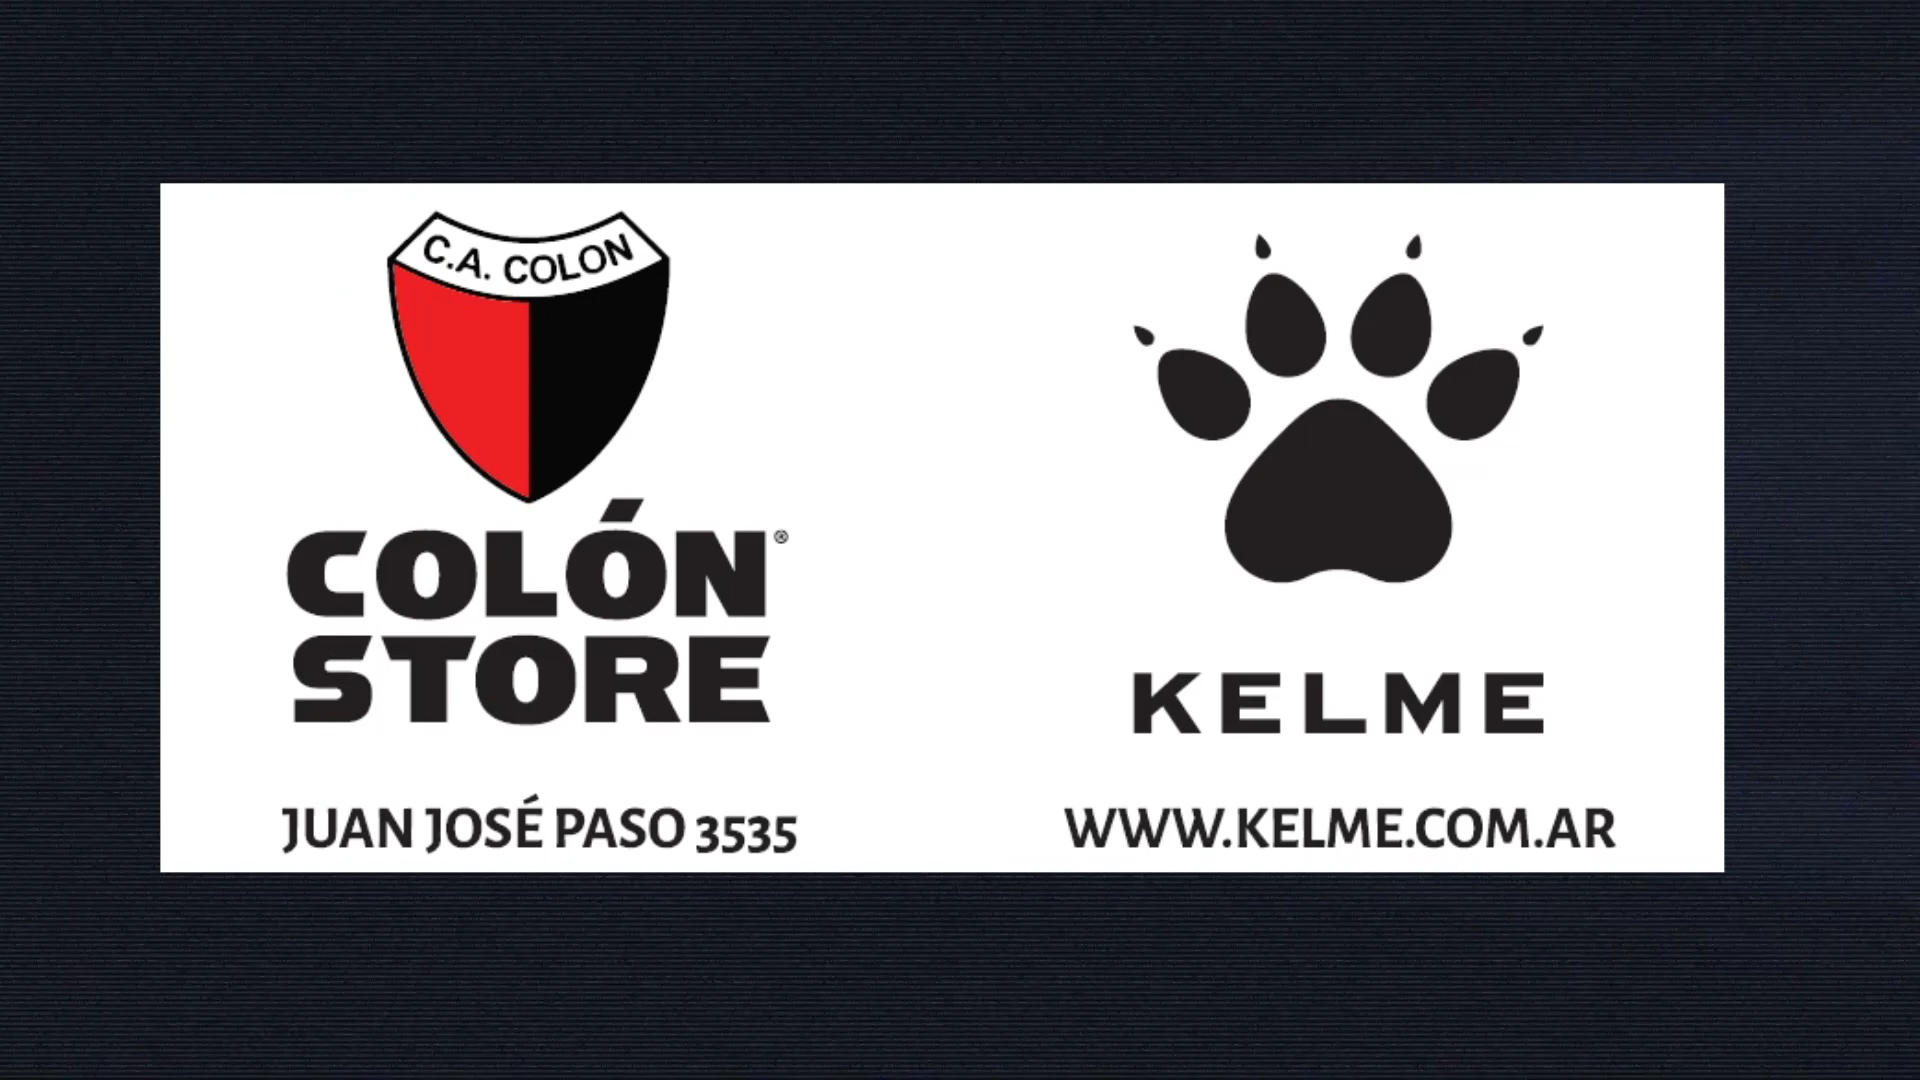 C.A. COLON
COLÓN®
STORE
JUAN JOSÉ PASO 3535
KELME
WWW.KELME.COM.AR